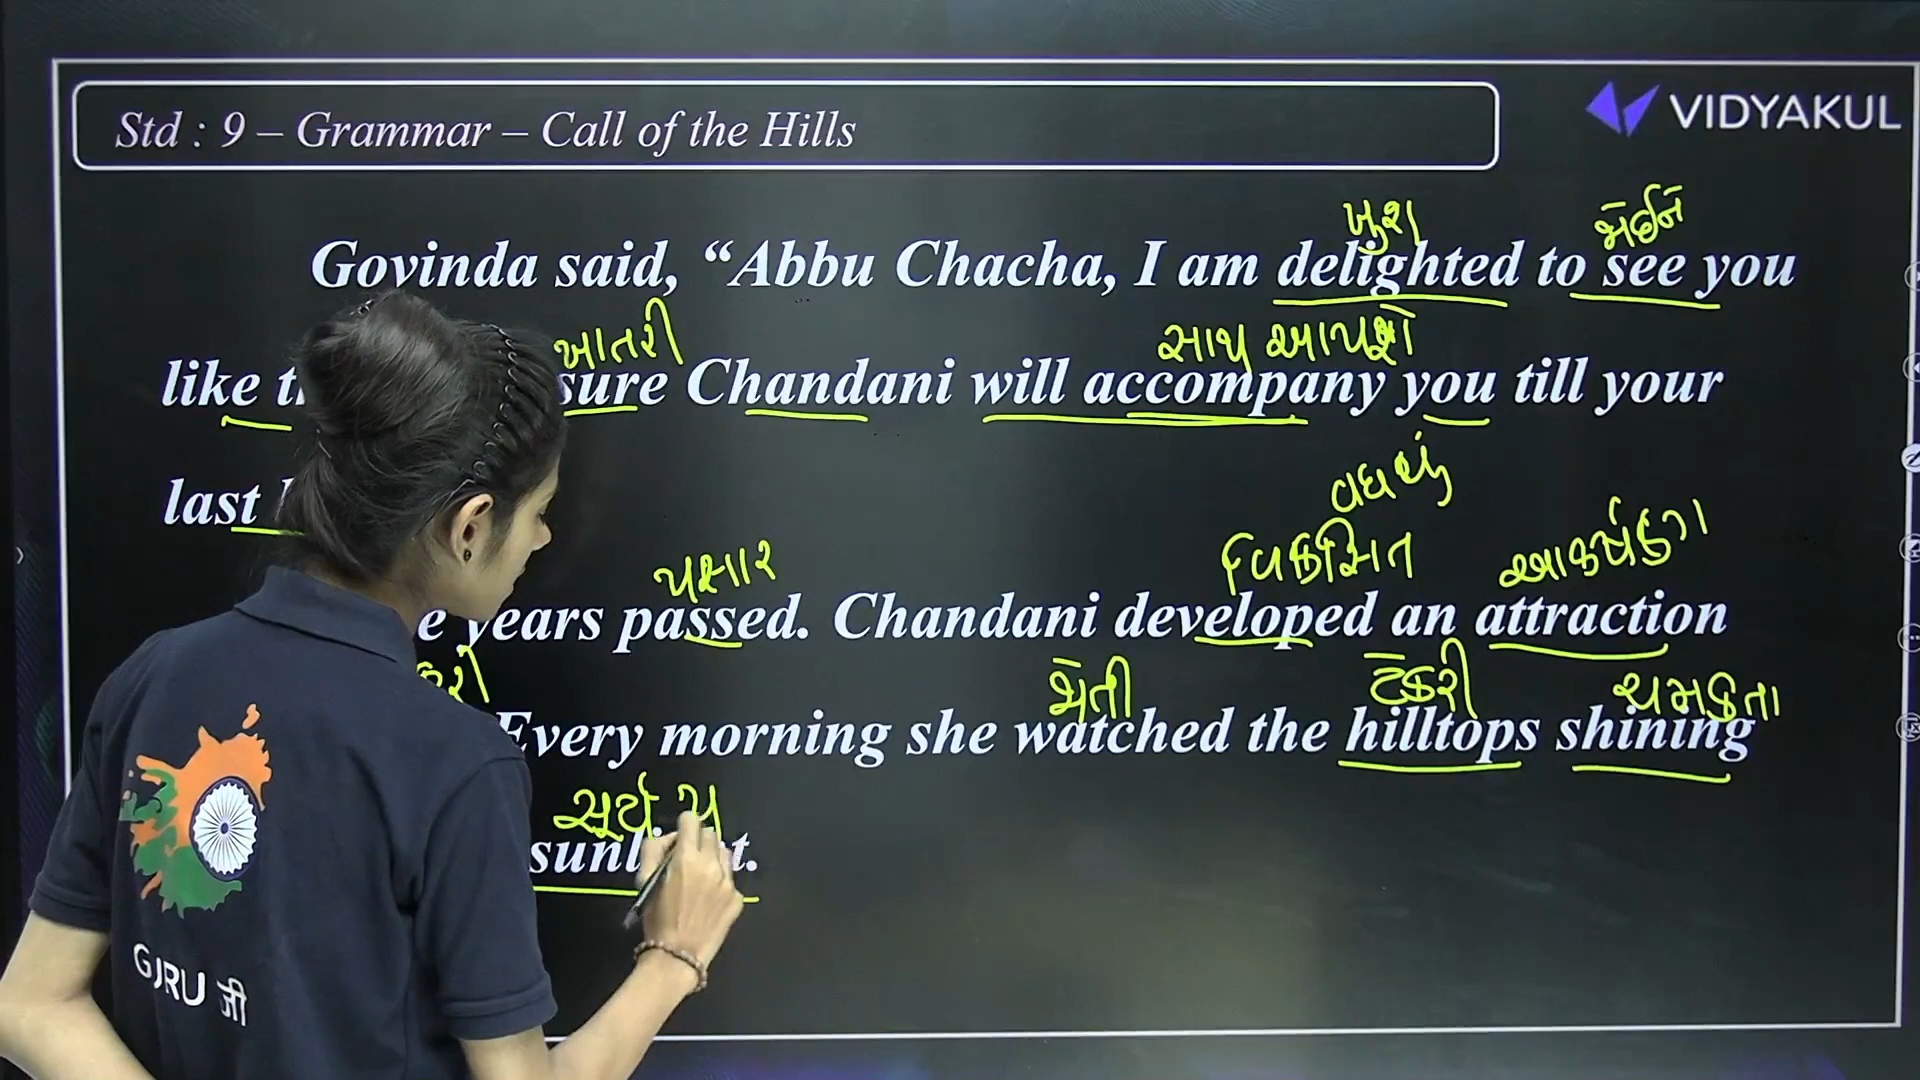 Std : 9 – Grammar – Call of the Hills
VIDYAKUL
ખુશ જોઈને
Govinda said, “Abbu Chacha, I am delighted to see you
ખાતરી સાથ આપશે
like sure Chandani will accompany you till your
last
વધવું
પસાર વિકસિત આકર્ષણ
years passed. Chandani developed an attraction
જોતી ટેકરી ચમકતા
Every morning she watched the hilltops shining
સૂર્ય પ્ર
GURU जी